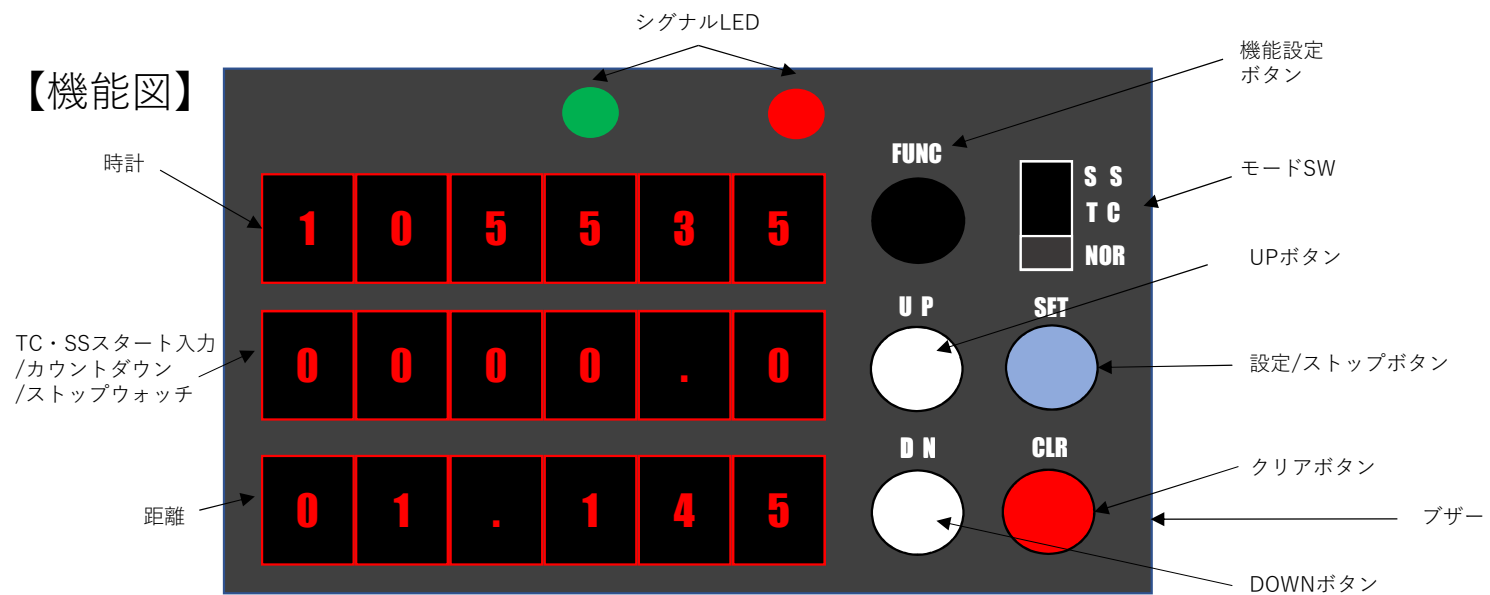 シグナルLED
機能設定
ボタン
【機能図】
FUNC
時計
S S
T C
NOR
モードSW
1 0 5 5 3 5
UPボタン
U P
SET
TC・SSスタート入力
/カウントダウン
/ストップウォッチ
0 0 0 0 . 0
設定/ストップボタン
D N
CLR
クリアボタン
0 1 . 1 4 5
距離
ブザー
DOWNボタン